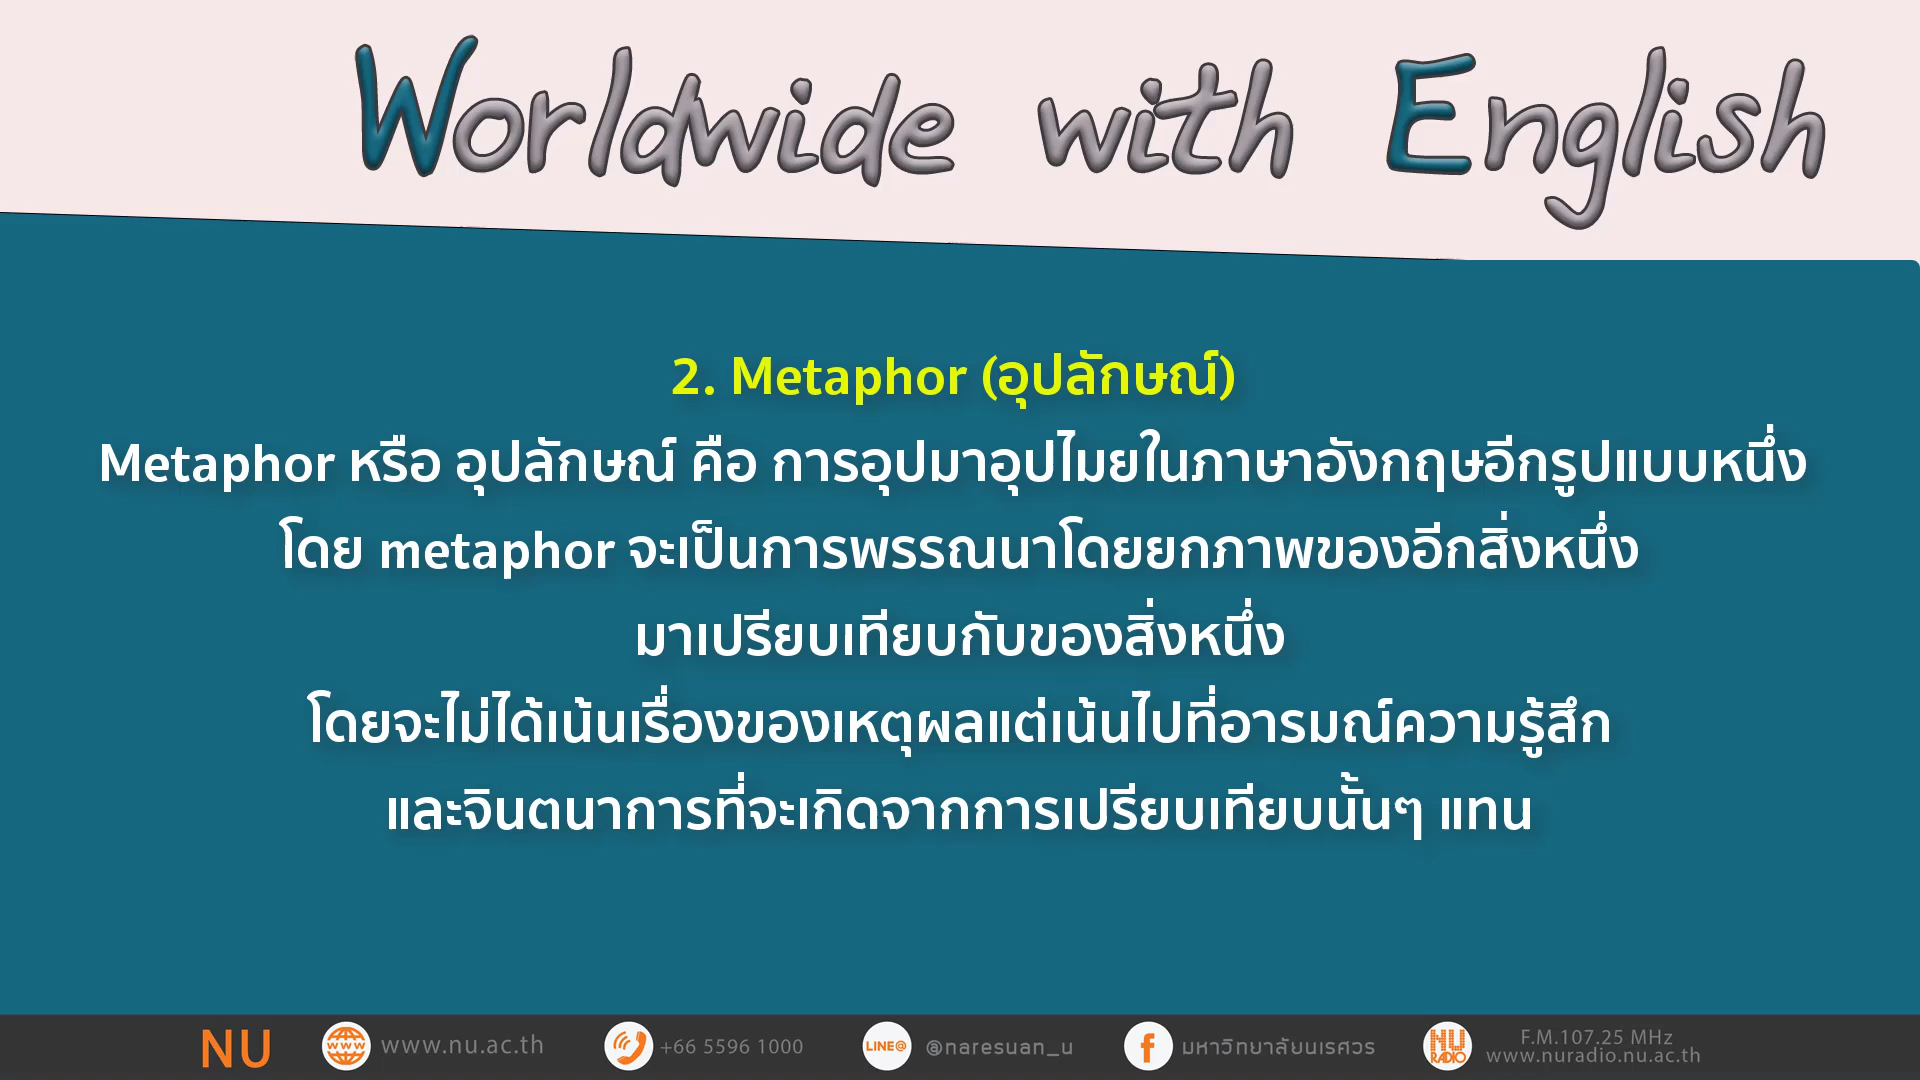 Worldwide with English
2. Metaphor (อุปลักษณ์)
Metaphor หรือ อุปลักษณ์ คือ การอุปมาอุปไมยในภาษาอังกฤษอีกรูปแบบหนึ่ง
โดย metaphor จะเป็นการพรรณนาโดยยกภาพของอีกสิ่งหนึ่ง
มาเปรียบเทียบกับของสิ่งหนึ่ง
โดยจะไม่ได้เน้นเรื่องของเหตุผลแต่เน้นไปที่อารมณ์ความรู้สึก
และจินตนาการที่จะเกิดจากการเปรียบเทียบนั้นๆ แทน
NU www www.nu.ac.th +66 5596 1000 LINE@ @naresuan_u f มหาวิทยาลัยนเรศวร NU RADIO F.M.107.25 MHz
www.nuradio.nu.ac.th